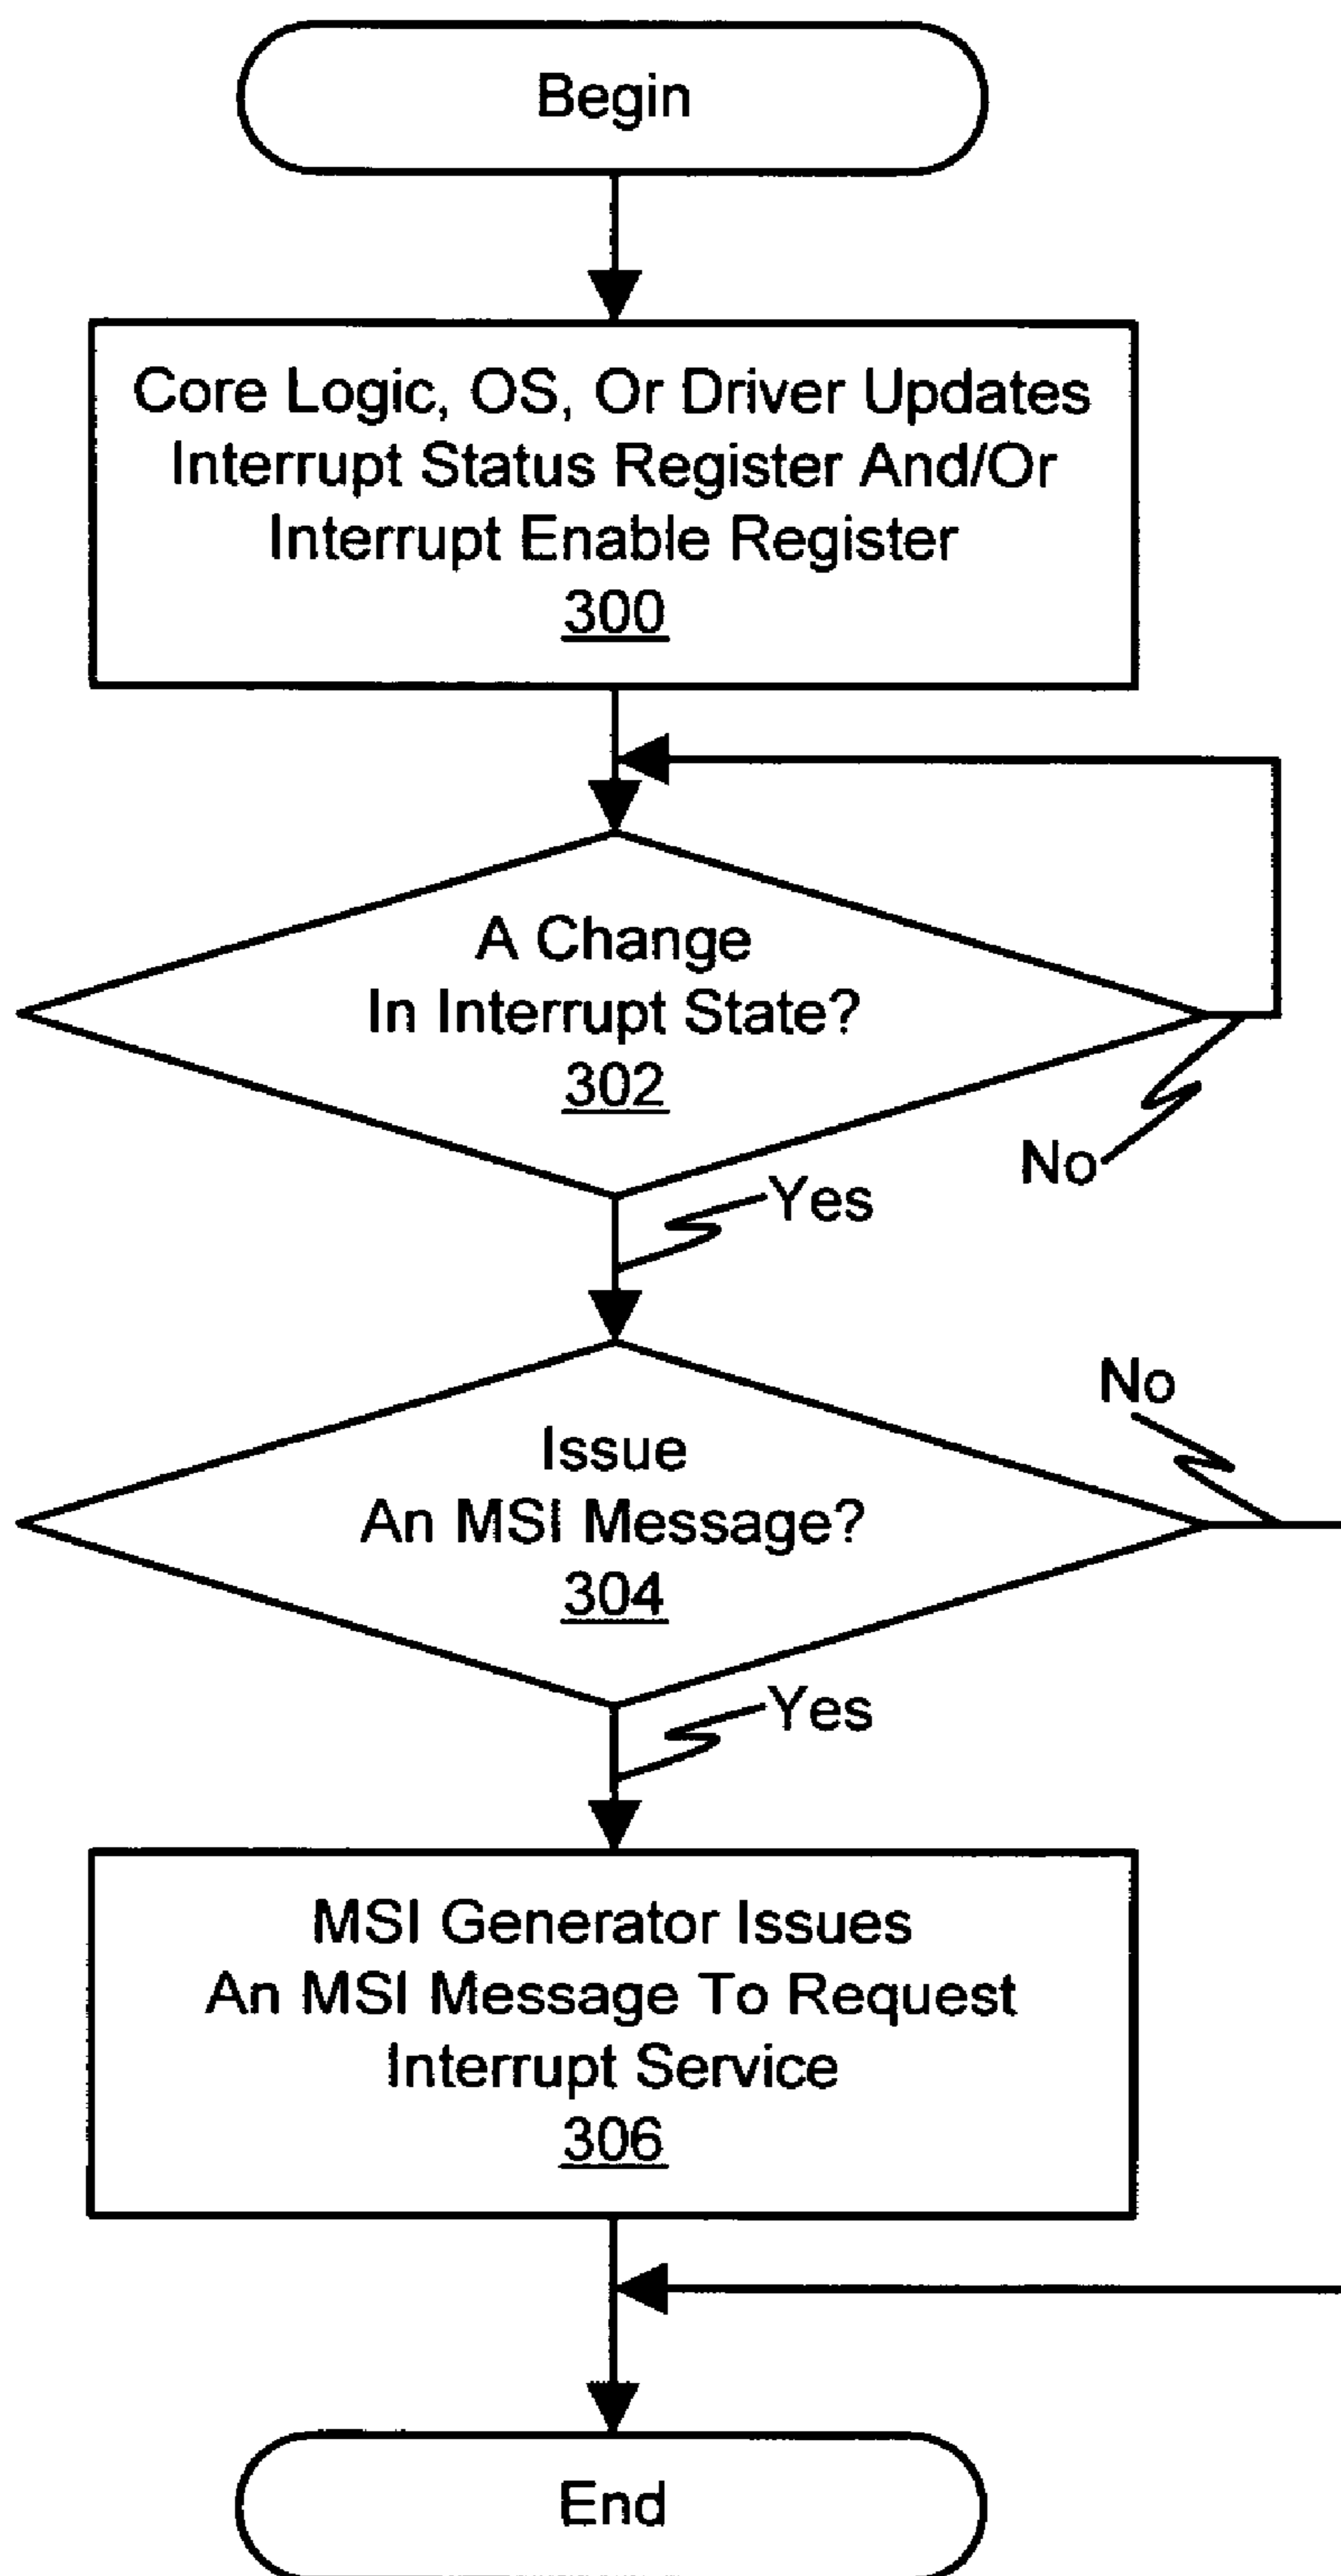 Begin
Core Logic, OS, Or Driver Updates
Interrupt Status Register And/Or
Interrupt Enable Register
300
A Change
In Interrupt State?
302
No
Yes
No
Issue
An MSI Message?
304
Yes
MSI Generator Issues
An MSI Message To Request
Interrupt Service
306
End